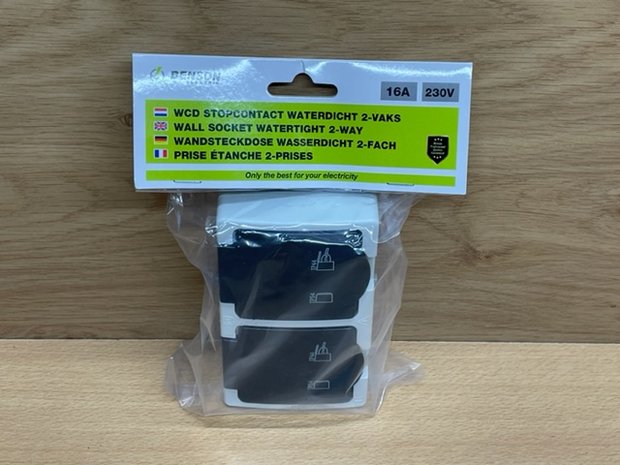 BENSON
16A 230V
WCD STOPCONTACT WATERDICHT 2-VAKS
WALL SOCKET WATERTIGHT 2-WAY
WANDSTECKDOSE WASSERDICHT 2-FACH
PRISE ÉTANCHE 2-PRISES
Only the best for your electricity